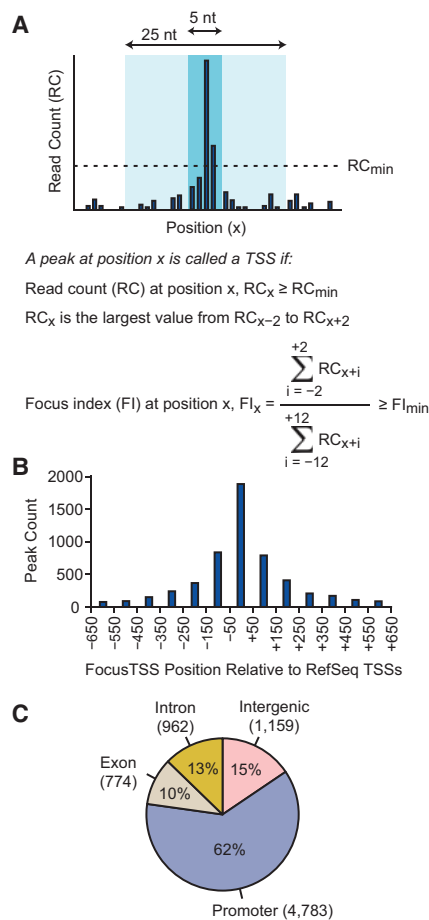 A
5 nt
25 nt
Read Count (RC)
RCmin
Position (x)
A peak at position x is called a TSS if:
Read count (RC) at position x, RCx ≥ RCmin
RCx is the largest value from RCx−2 to RCx+2
+2
∑ RCx+i
i = −2
Focus index (FI) at position x, FIx = ≥ FImin
+12
∑ RCx+i
i = −12
B
Peak Count
2000
1500
1000
500
0
−650
−550
−450
−350
−250
−150
−50
+50
+150
+250
+350
+450
+550
+650
FocusTSS Position Relative to RefSeq TSSs
C
Intron
(962)
Intergenic
(1,159)
Exon
(774)
13%
15%
10%
62%
Promoter (4,783)